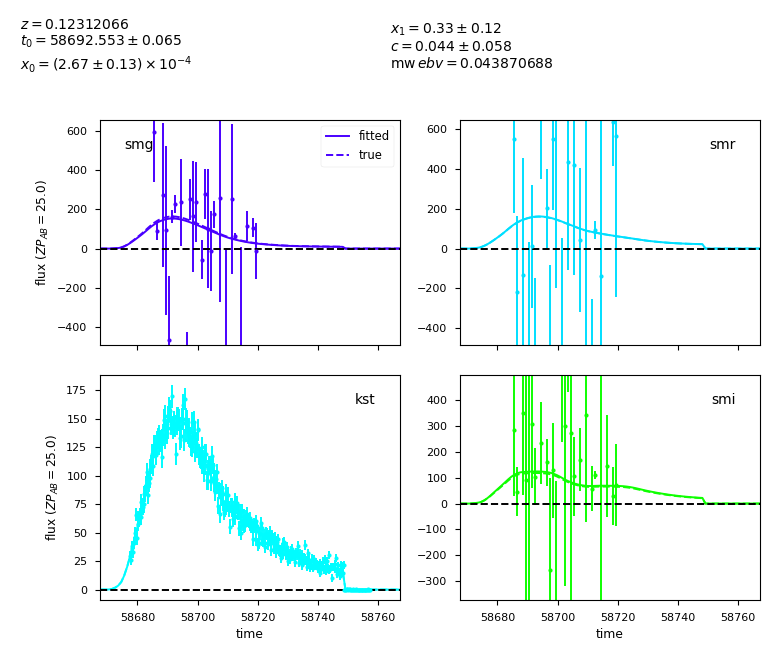 z = 0.12312066
t₀ = 58692.553 ± 0.065
x₀ = (2.67 ± 0.13) × 10⁻⁴
x₁ = 0.33 ± 0.12
c = 0.044 ± 0.058
mwebv = 0.043870688
smg
fitted
true
flux (ZP_AB = 25.0)
600
400
200
0
−200
−400
smr
600
400
200
0
−200
−400
kst
flux (ZP_AB = 25.0)
175
150
125
100
75
50
25
0
58680 58700 58720 58740 58760
time
smi
400
300
200
100
0
−100
−200
−300
58680 58700 58720 58740 58760
time